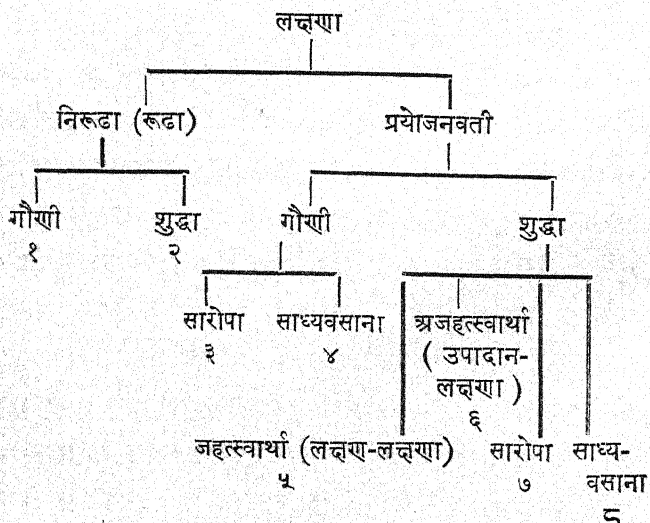 लक्षणा
निरूढा (रूढा) प्रयोजनवती
गौणी शुद्धा गौणी शुद्धा
१ २
सारोपा साध्यवसाना अजहत्स्वार्था
३ ४ ( उपादान-
लक्षणा )
६
जहत्स्वार्था (लक्षण-लक्षणा) सारोपा साध्य-
५ ७ वसाना
८